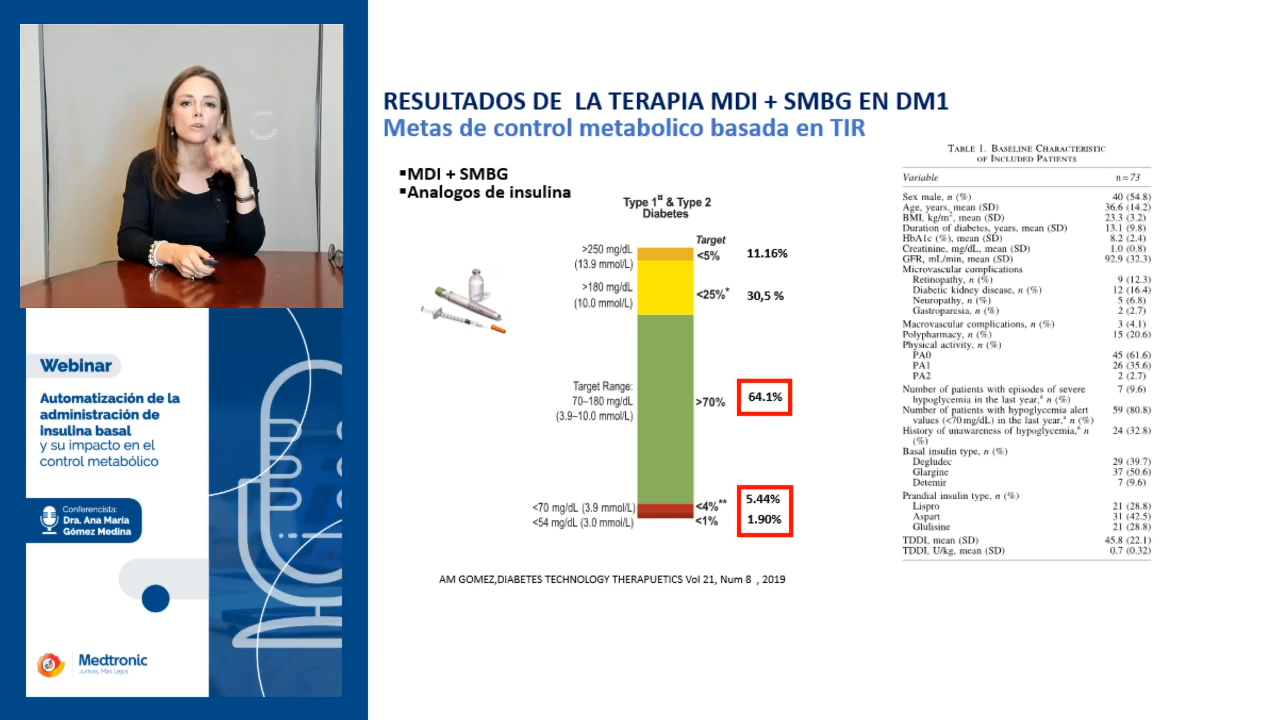 RESULTADOS DE LA TERAPIA MDI + SMBG EN DM1
Metas de control metabolico basada en TIR
▪MDI + SMBG
▪Analogos de insulina
Type 1¤ & Type 2
Diabetes
Target
>250 mg/dL
(13.9 mmol/L)
<5%
11.16%
>180 mg/dL
(10.0 mmol/L)
<25%*
30,5 %
Target Range:
70–180 mg/dL
(3.9–10.0 mmol/L)
>70%
64.1%
<70 mg/dL (3.9 mmol/L)
<4%**
5.44%
<54 mg/dL (3.0 mmol/L)
<1%
1.90%
AM GOMEZ,DIABETES TECHNOLOGY THERAPUETICS Vol 21, Num 8 , 2019
TABLE 1. BASELINE CHARACTERISTIC
OF INCLUDED PATIENTS
Variable n = 73
Sex male, n (%) 40 (54.8)
Age, years, mean (SD) 36.6 (14.2)
BMI, kg/m², mean (SD) 23.3 (3.2)
Duration of diabetes, years, mean (SD) 13.1 (9.8)
HbA1c (%), mean (SD) 8.2 (2.4)
Creatinine, mg/dL, mean (SD) 1.0 (0.8)
GFR, mL/min, mean (SD) 92.9 (32.3)
Microvascular complications
Retinopathy, n (%) 9 (12.3)
Diabetic kidney disease, n (%) 12 (16.4)
Neuropathy, n (%) 5 (6.8)
Gastroparesia, n (%) 2 (2.7)
Macrovascular complications, n (%) 3 (4.1)
Polypharmacy, n (%) 15 (20.6)
Physical activity, n (%)
PA0 45 (61.6)
PA1 26 (35.6)
PA2 2 (2.7)
Number of patients with episodes of severe 7 (9.6)
hypoglycemia in the last year,ª n (%)
Number of patients with hypoglycemia alert 59 (80.8)
values (<70 mg/dL) in the last year,ª n (%)
History of unawareness of hypoglycemia,ª n 24 (32.8)
(%)
Basal insulin type, n (%)
Degludec 29 (39.7)
Glargine 37 (50.6)
Detemir 7 (9.6)
Prandial insulin type, n (%)
Lispro 21 (28.8)
Aspart 31 (42.5)
Glulisine 21 (28.8)
TDDI, mean (SD) 45.8 (22.1)
TDDI, U/kg, mean (SD) 0.7 (0.32)
Webinar
Automatización de la
administración de
insulina basal
y su impacto en el
control metabólico
Conferencista:
Dra. Ana María
Gómez Medina
Medtronic
Juntos, Más Lejos